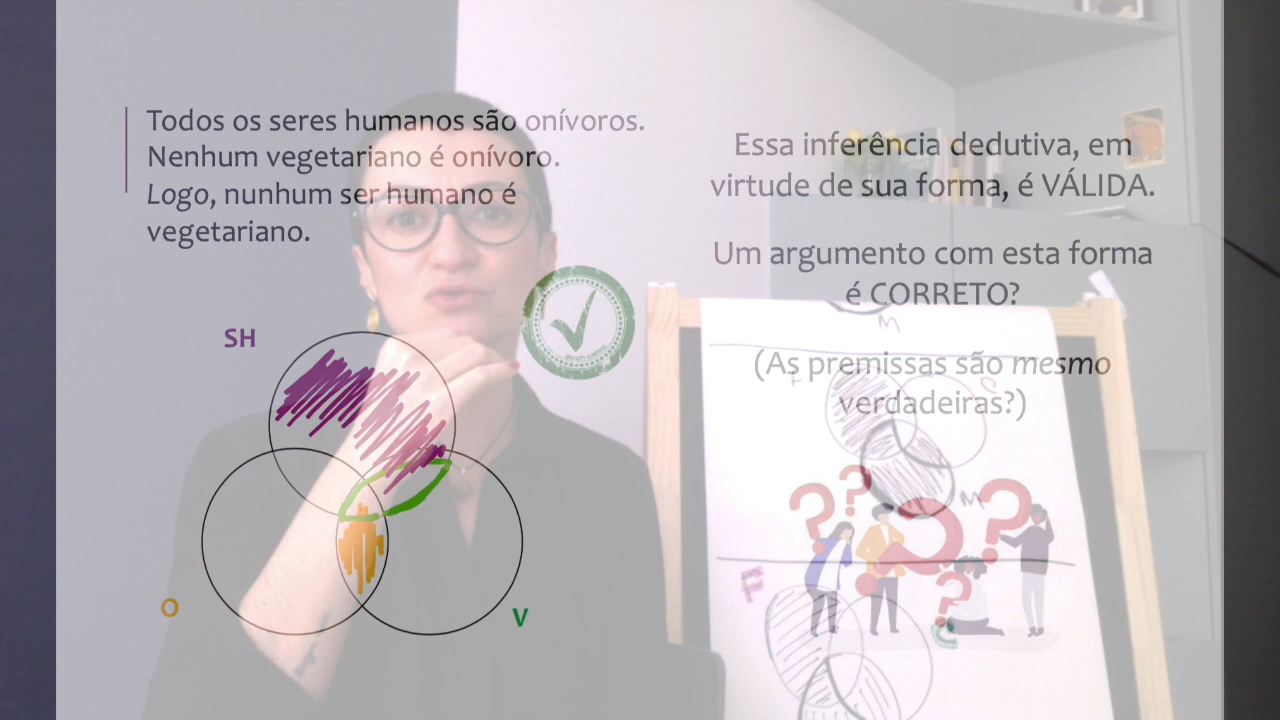 Todos os seres humanos são onívoros.
Nenhum vegetariano é onívoro.
Logo, nunhum ser humano é
vegetariano.
SH
O
V
Essa inferência dedutiva, em
virtude de sua forma, é VÁLIDA.
Um argumento com esta forma
é CORRETO?
(As premissas são mesmo
verdadeiras?)
M
F
C
M
F